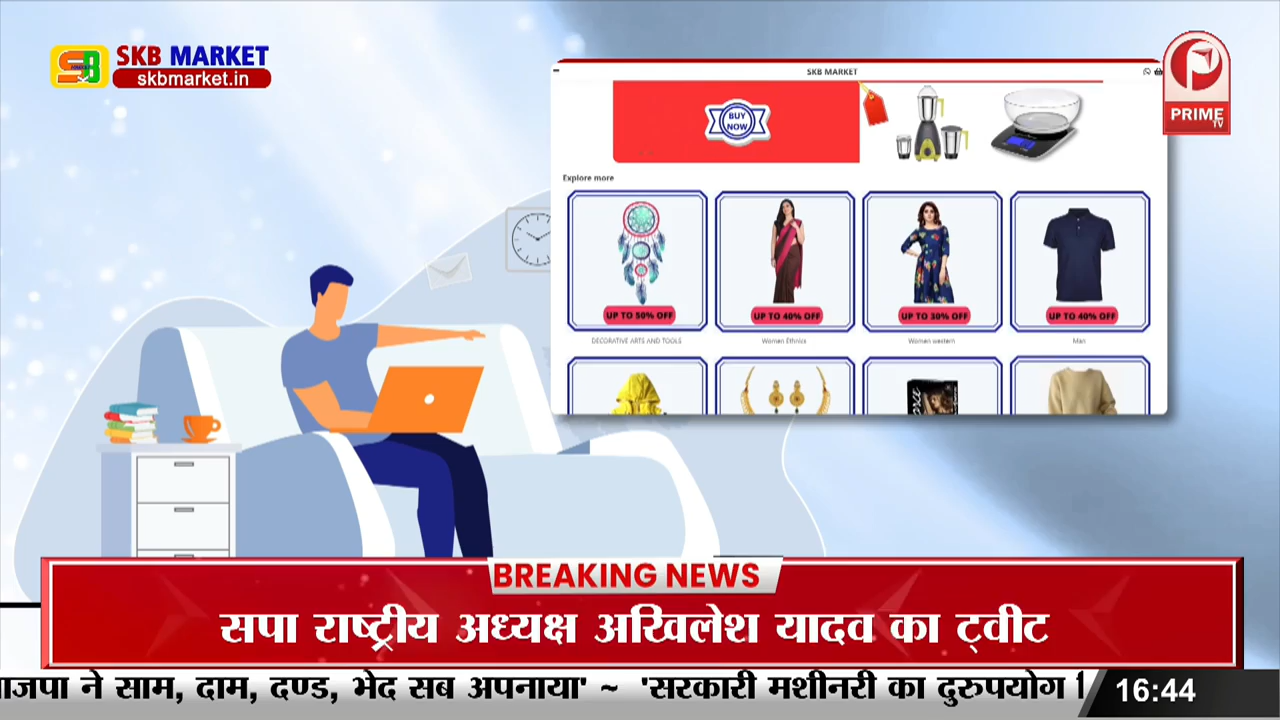 SKB MARKET
skbmarket.in
SKB MARKET
BUY
NOW
PRIME
TV
Explore more
UP TO 50% OFF
UP TO 40% OFF
UP TO 30% OFF
UP TO 40% OFF
DECORATIVE ARTS AND TOOLS
Women Ethnics
Women western
Man
BREAKING NEWS
सपा राष्ट्रीय अध्यक्ष अखिलेश यादव का ट्वीट
ने साम, दाम, दण्ड, भेद सब अपनाया' ~ 'सरकारी मशीनरी का दुरुपयोग
16:44